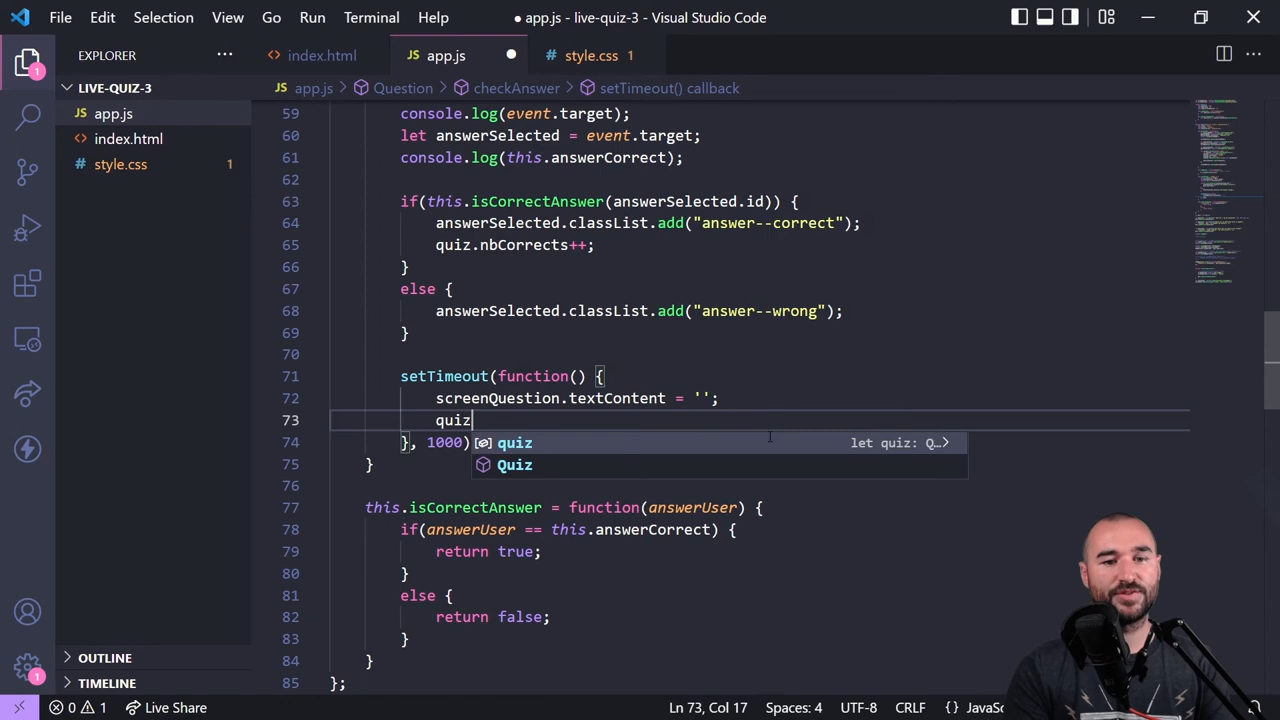 File Edit Selection View Go Run Terminal Help
● app.js - live-quiz-3 - Visual Studio Code
EXPLORER
LIVE-QUIZ-3
JS app.js
<> index.html
# style.css 1
OUTLINE
TIMELINE
1
1
<> index.html
JS app.js
# style.css 1
JS app.js > Question > checkAnswer > setTimeout() callback
59 console.log(event.target);
60 let answerSelected = event.target;
61 console.log(this.answerCorrect);
62
63 if(this.isCorrectAnswer(answerSelected.id)) {
64 answerSelected.classList.add("answer--correct");
65 quiz.nbCorrects++;
66 }
67 else {
68 answerSelected.classList.add("answer--wrong");
69 }
70
71 setTimeout(function() {
72 screenQuestion.textContent = '';
73 quiz
74 }, 1000)
quiz let quiz: Q…>
Quiz
75 }
76
77 this.isCorrectAnswer = function(answerUser) {
78 if(answerUser == this.answerCorrect) {
79 return true;
80 }
81 else {
82 return false;
83 }
84 }
85 };
0 1 Live Share Ln 73, Col 17 Spaces: 4 UTF-8 CRLF {} JavaSc